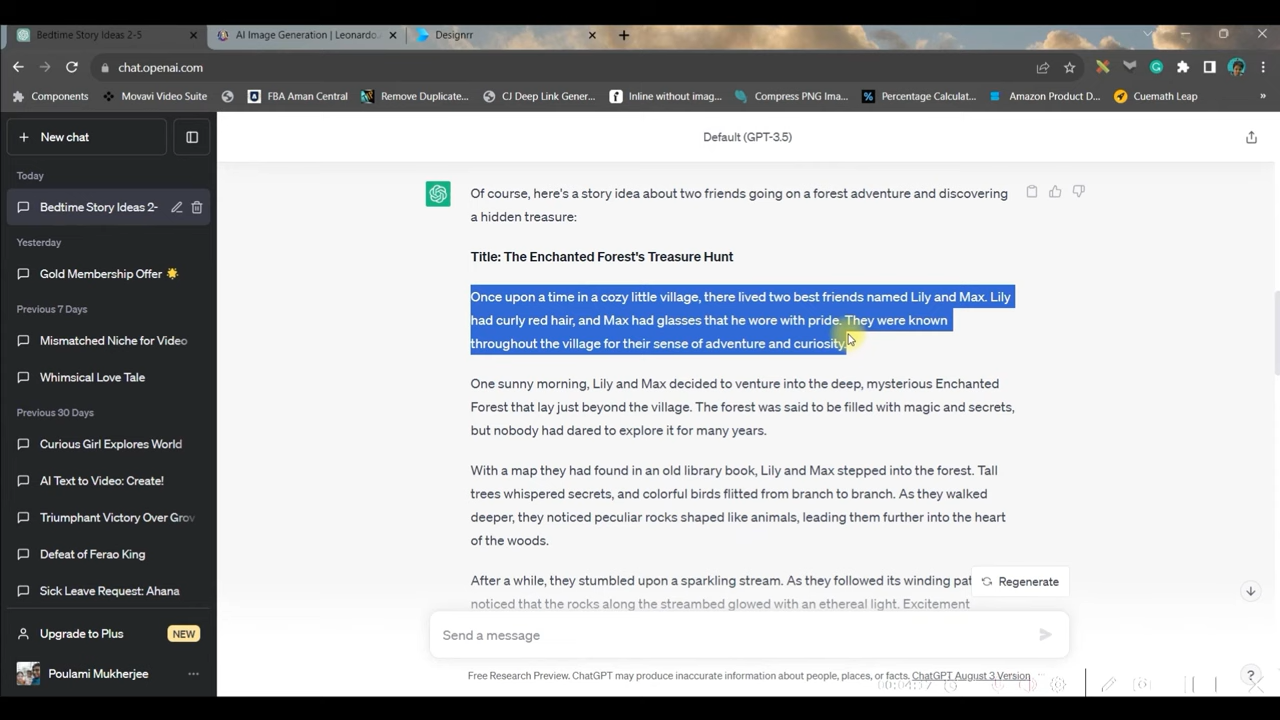 Bedtime Story Ideas 2-5
AI Image Generation | Leonardo.
Designrr
chat.openai.com
Components
Movavi Video Suite
FBA Aman Central
Remove Duplicate...
CJ Deep Link Gener...
Inline without imag...
Compress PNG Ima...
Percentage Calculat...
Amazon Product D...
Cuemath Leap
»
New chat
Default (GPT-3.5)
Today
Bedtime Story Ideas 2-
Yesterday
Gold Membership Offer 🌟
Previous 7 Days
Mismatched Niche for Video
Whimsical Love Tale
Previous 30 Days
Curious Girl Explores World
AI Text to Video: Create!
Triumphant Victory Over Grov
Defeat of Ferao King
Sick Leave Request: Ahana
Upgrade to Plus NEW
Poulami Mukherjee
Of course, here's a story idea about two friends going on a forest adventure and discovering
a hidden treasure:
Title: The Enchanted Forest's Treasure Hunt
Once upon a time in a cozy little village, there lived two best friends named Lily and Max. Lily
had curly red hair, and Max had glasses that he wore with pride. They were known
throughout the village for their sense of adventure and curiosity.
One sunny morning, Lily and Max decided to venture into the deep, mysterious Enchanted
Forest that lay just beyond the village. The forest was said to be filled with magic and secrets,
but nobody had dared to explore it for many years.
With a map they had found in an old library book, Lily and Max stepped into the forest. Tall
trees whispered secrets, and colorful birds flitted from branch to branch. As they walked
deeper, they noticed peculiar rocks shaped like animals, leading them further into the heart
of the woods.
After a while, they stumbled upon a sparkling stream. As they followed its winding pat
noticed that the rocks along the streambed glowed with an ethereal light. Excitement
Regenerate
Send a message
Free Research Preview. ChatGPT may produce inaccurate information about people, places, or facts. ChatGPT August 3 Version
?